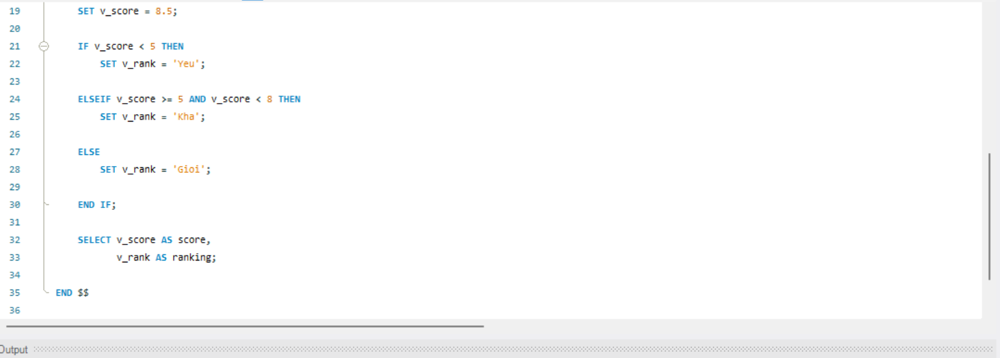 19 SET v_score = 8.5;
20
21 IF v_score < 5 THEN
22 SET v_rank = 'Yeu';
23
24 ELSEIF v_score >= 5 AND v_score < 8 THEN
25 SET v_rank = 'Kha';
26
27 ELSE
28 SET v_rank = 'Gioi';
29
30 END IF;
31
32 SELECT v_score AS score,
33 v_rank AS ranking;
34
35 END $$
36
Output